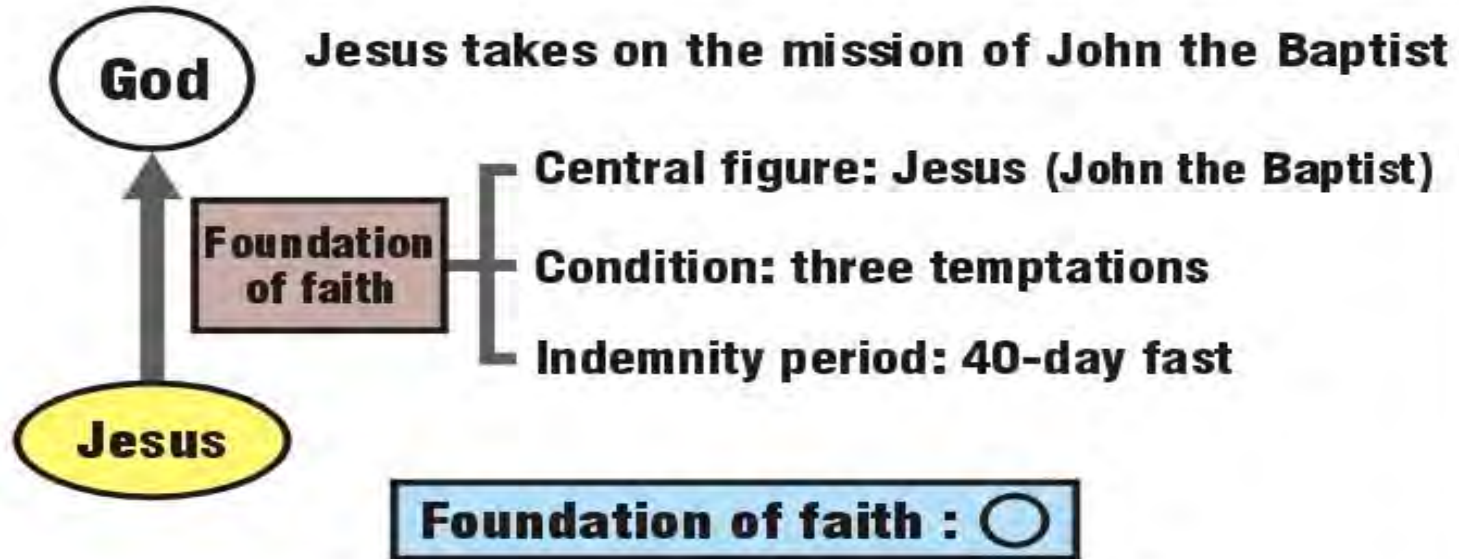 God
Jesus takes on the mission of John the Baptist
Central figure: Jesus (John the Baptist)
Foundation
of faith
Condition: three temptations
Indemnity period: 40-day fast
Jesus
Foundation of faith : ○